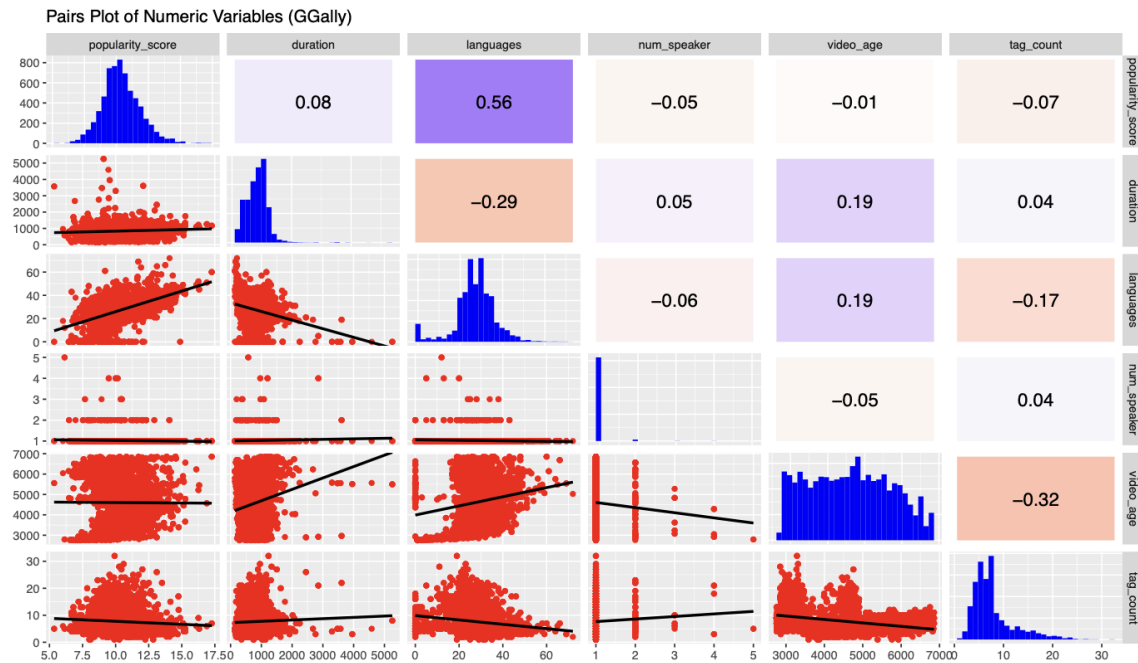 Pairs Plot of Numeric Variables (GGally)
popularity_score duration languages num_speaker video_age tag_count
800
600
400
200
0
0.08 0.56 −0.05 −0.01 −0.07
popularity_score
5000
4000
3000
2000
1000
0
−0.29 0.05 0.19 0.04
duration
60
40
20
0
−0.06 0.19 −0.17
languages
5
4
3
2
1
−0.05 0.04
num_speaker
7000
6000
5000
4000
3000
−0.32
video_age
30
20
10
0
tag_count
5.0 7.5 10.0 12.5 15.0 17.5 0 1000 2000 3000 4000 5000 0 20 40 60 1 2 3 4 5 3000 4000 5000 6000 7000 0 10 20 30